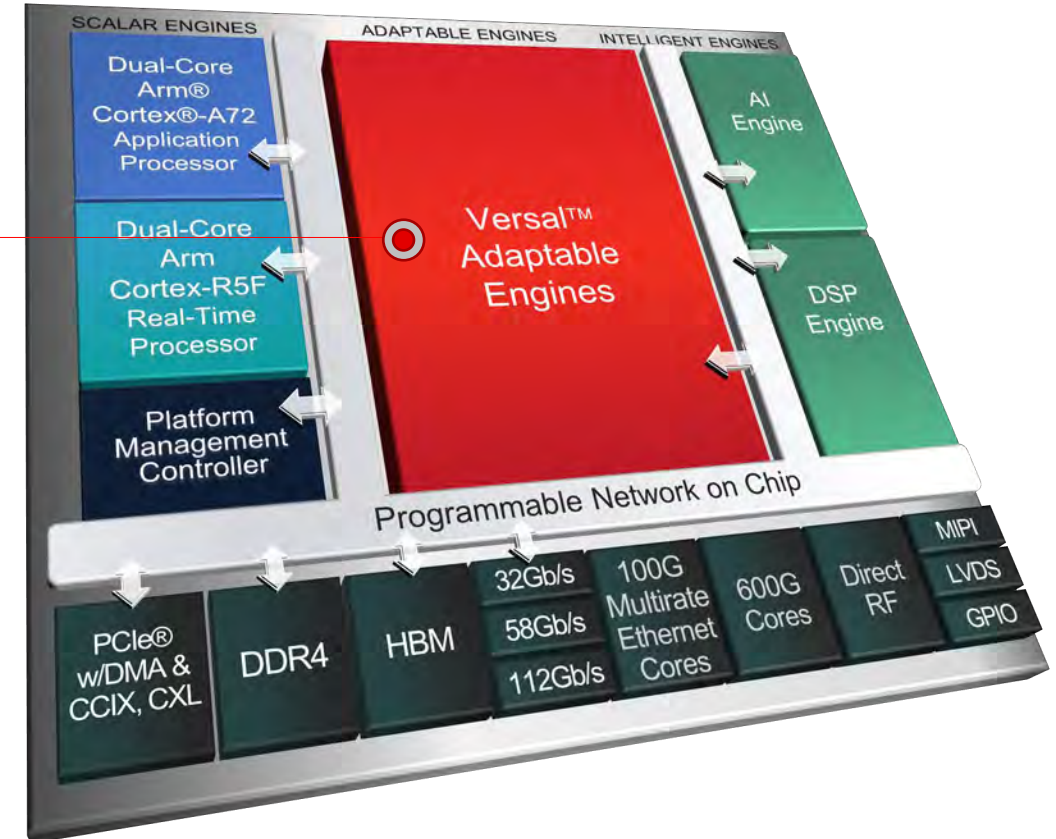 SCALAR ENGINES
ADAPTABLE ENGINES
INTELLIGENT ENGINES
Dual-Core
Arm®
Cortex®-A72
Application
Processor
Dual-Core
Arm
Cortex-R5F
Real-Time
Processor
Platform
Management
Controller
Versal™
Adaptable
Engines
AI
Engine
DSP
Engine
Programmable Network on Chip
PCIe®
w/DMA &
CCIX, CXL
DDR4
HBM
32Gb/s
58Gb/s
112Gb/s
100G
Multirate
Ethernet
Cores
600G
Cores
Direct
RF
MIPI
LVDS
GPIO